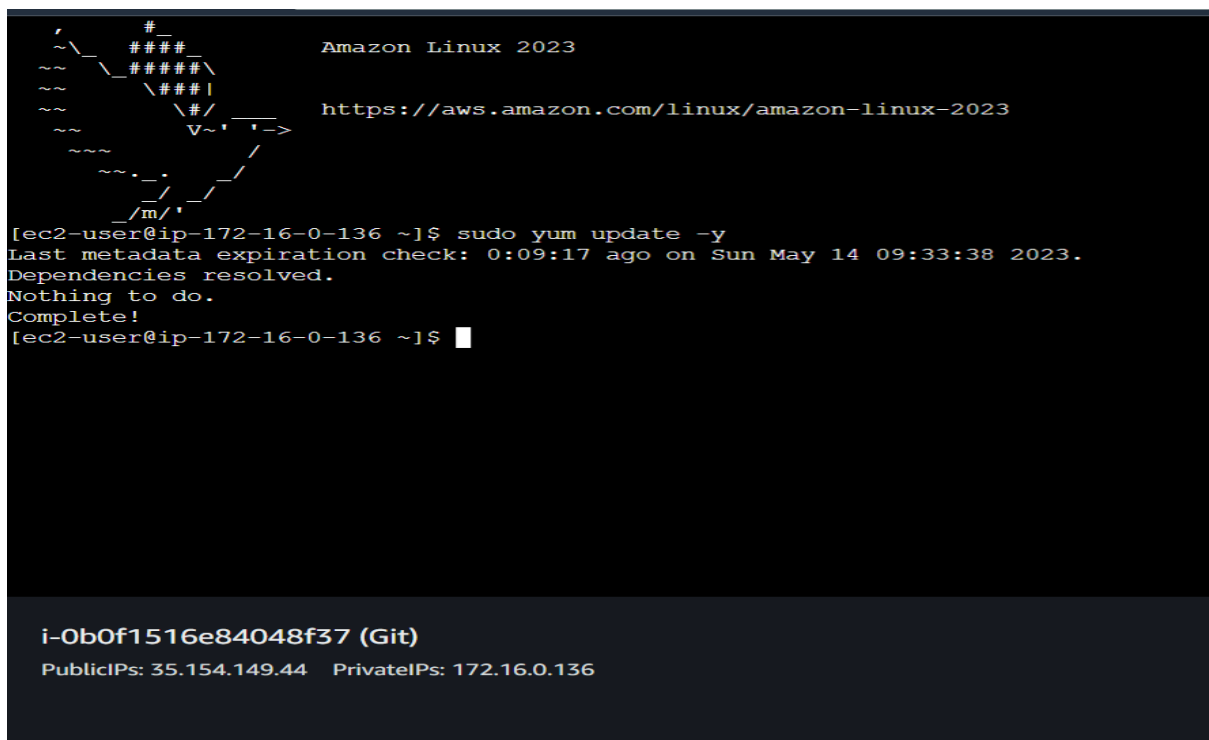 ,     #_
   ~\_  ####_        Amazon Linux 2023
  ~~  \_#####\
  ~~     \###|
  ~~       \#/ ___   https://aws.amazon.com/linux/amazon-linux-2023
   ~~       V~' '->
    ~~~         /
      ~~._.   _/
         _/ _/
       _/m/'
[ec2-user@ip-172-16-0-136 ~]$ sudo yum update -y
Last metadata expiration check: 0:09:17 ago on Sun May 14 09:33:38 2023.
Dependencies resolved.
Nothing to do.
Complete!
[ec2-user@ip-172-16-0-136 ~]$
i-0b0f1516e84048f37 (Git)
PublicIPs: 35.154.149.44 PrivateIPs: 172.16.0.136